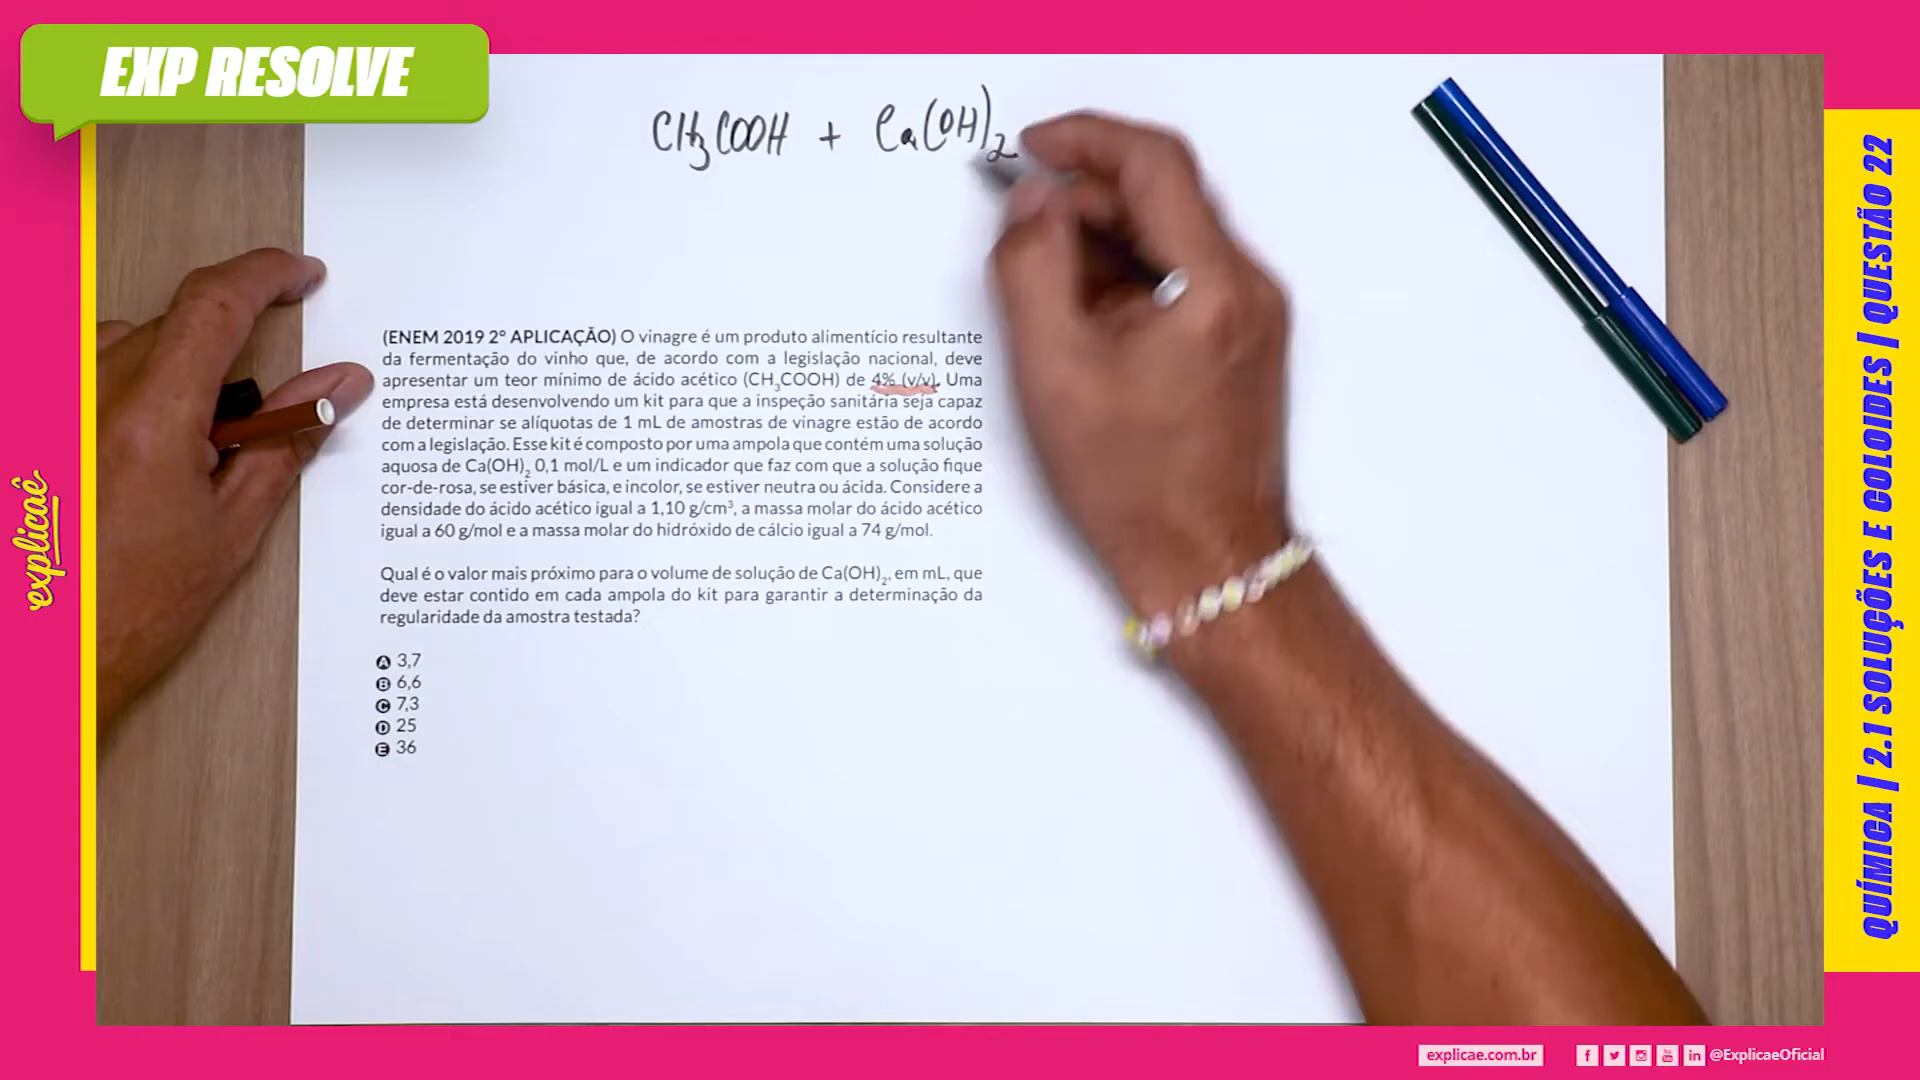 EXP RESOLVE
CH3COOH + Ca(OH)2
(ENEM 2019 2° APLICAÇÃO) O vinagre é um produto alimentício resultante
da fermentação do vinho que, de acordo com a legislação nacional, deve
apresentar um teor mínimo de ácido acético (CH₃COOH) de 4% (v/v). Uma
empresa está desenvolvendo um kit para que a inspeção sanitária seja capaz
de determinar se alíquotas de 1 mL de amostras de vinagre estão de acordo
com a legislação. Esse kit é composto por uma ampola que contém uma solução
aquosa de Ca(OH)₂ 0,1 mol/L e um indicador que faz com que a solução fique
cor-de-rosa, se estiver básica, e incolor, se estiver neutra ou ácida. Considere a
densidade do ácido acético igual a 1,10 g/cm³, a massa molar do ácido acético
igual a 60 g/mol e a massa molar do hidróxido de cálcio igual a 74 g/mol.
Qual é o valor mais próximo para o volume de solução de Ca(OH)₂, em mL, que
deve estar contido em cada ampola do kit para garantir a determinação da
regularidade da amostra testada?
A 3,7
B 6,6
C 7,3
D 25
E 36
explicaê
QUÍMICA | 2.1 SOLUÇÕES E COLOIDES | QUESTÃO 22
explicae.com.br
@ExplicaeOficial